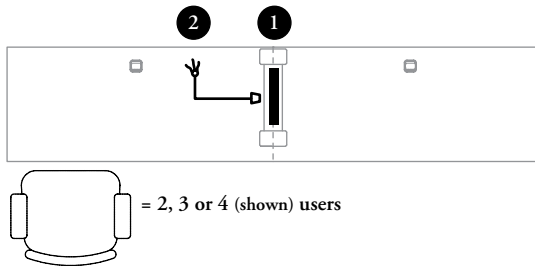 2 1
= 2, 3 or 4 (shown) users